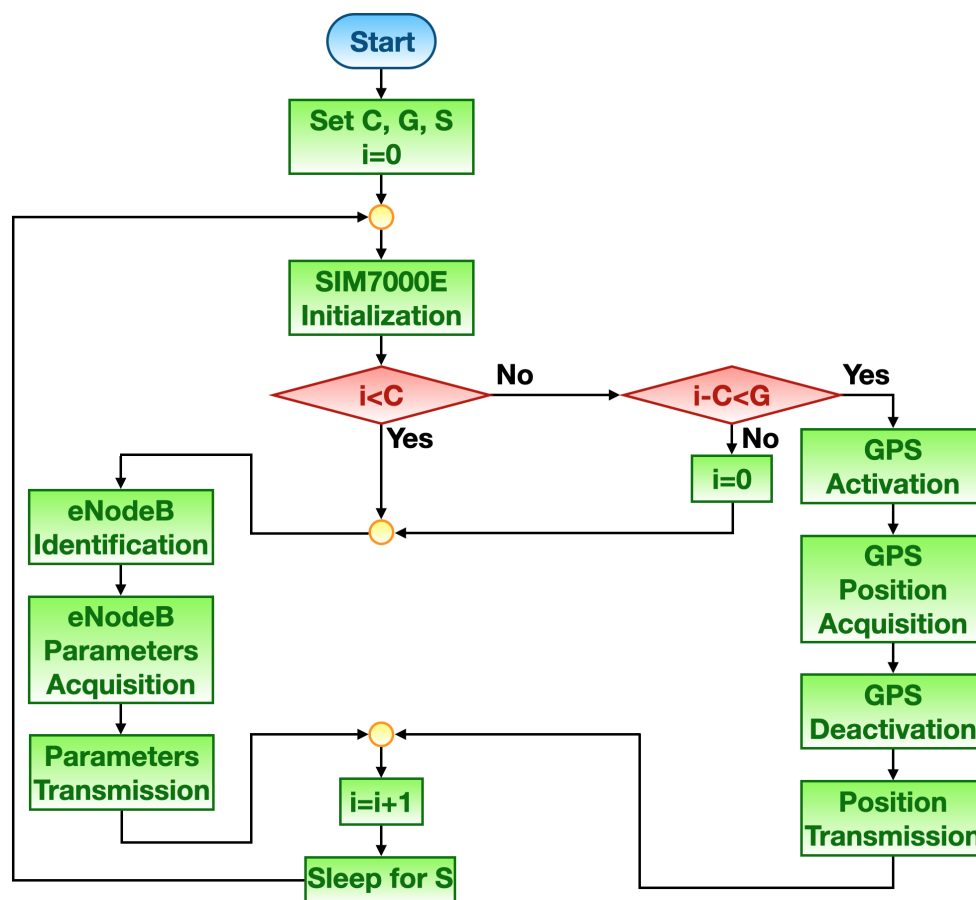 Start
Set C, G, S
i=0
SIM7000E
Initialization
i<C
No
Yes
i-C<G
Yes
No
i=0
GPS
Activation
GPS
Position
Acquisition
GPS
Deactivation
Position
Transmission
eNodeB
Identification
eNodeB
Parameters
Acquisition
Parameters
Transmission
i=i+1
Sleep for S